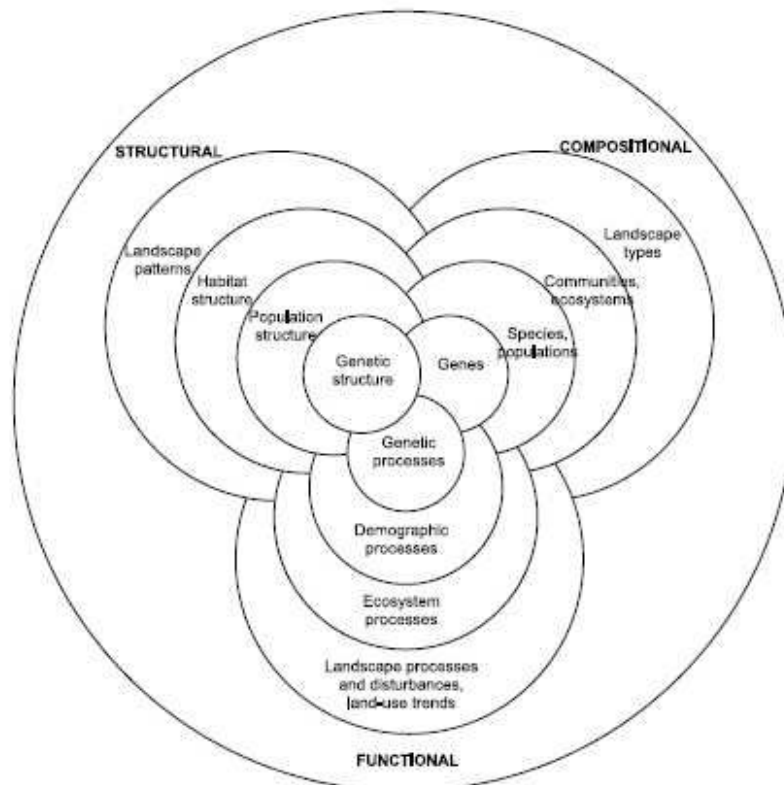 STRUCTURAL
COMPOSITIONAL
Landscape
patterns
Habitat
structure
Population
structure
Genetic
structure
Landscape
types
Communities,
ecosystems
Species,
populations
Genes
Genetic
processes
Demographic
processes
Ecosystem
processes
Landscape processes
and disturbances,
land-use trends
FUNCTIONAL